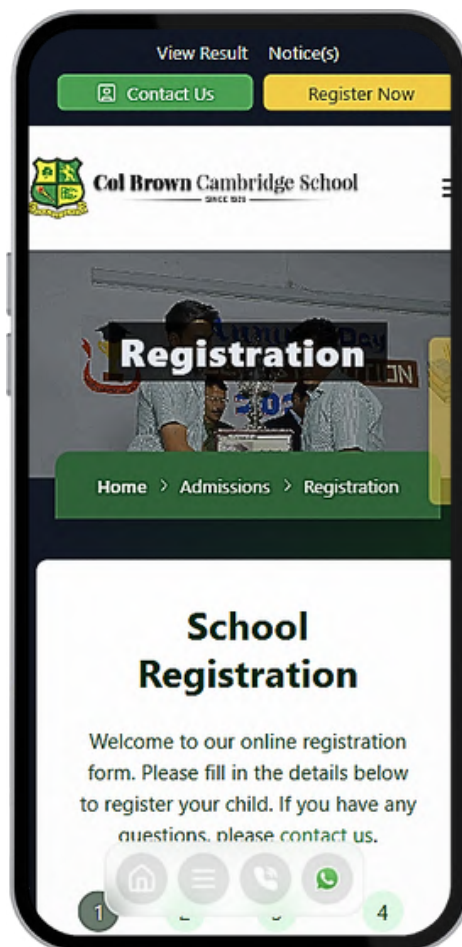 View Result Notice(s)
Contact Us Register Now
Col Brown Cambridge School
SINCE 1926
Registration
Home > Admissions > Registration
School
Registration
Welcome to our online registration
form. Please fill in the details below
to register your child. If you have any
questions, please contact us.
1 4